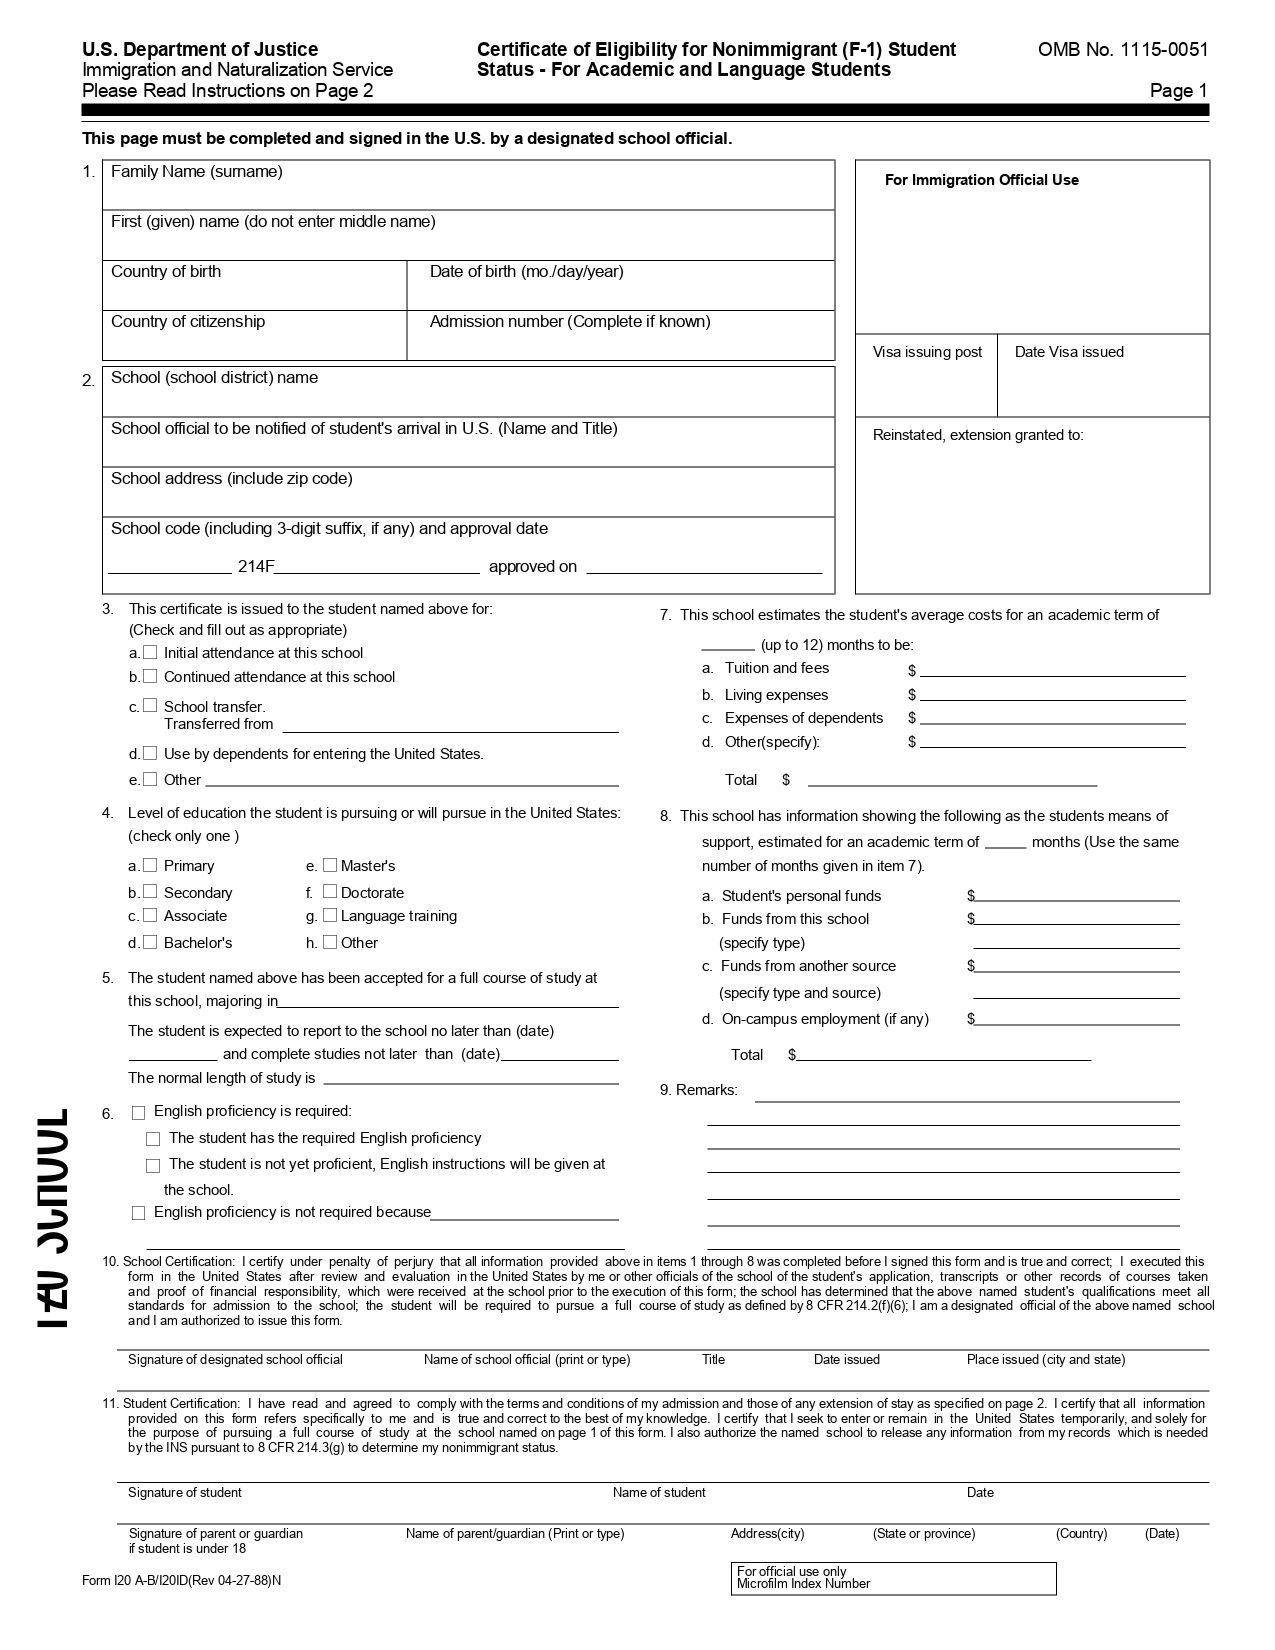 U.S. Department of Justice
Immigration and Naturalization Service
Please Read Instructions on Page 2
Certificate of Eligibility for Nonimmigrant (F-1) Student
Status - For Academic and Language Students
OMB No. 1115-0051
Page 1
This page must be completed and signed in the U.S. by a designated school official.
1. Family Name (surname)
First (given) name (do not enter middle name)
Country of birth
Date of birth (mo./day/year)
Country of citizenship
Admission number (Complete if known)
For Immigration Official Use
Visa issuing post
Date Visa issued
Reinstated, extension granted to:
2. School (school district) name
School official to be notified of student's arrival in U.S. (Name and Title)
School address (include zip code)
School code (including 3-digit suffix, if any) and approval date
214F approved on
3. This certificate is issued to the student named above for:
(Check and fill out as appropriate)
a. Initial attendance at this school
b. Continued attendance at this school
c. School transfer.
Transferred from
d. Use by dependents for entering the United States.
e. Other
4. Level of education the student is pursuing or will pursue in the United States:
(check only one )
a. Primary
b. Secondary
c. Associate
d. Bachelor's
e. Master's
f. Doctorate
g. Language training
h. Other
5. The student named above has been accepted for a full course of study at
this school, majoring in
The student is expected to report to the school no later than (date)
and complete studies not later than (date)
The normal length of study is
6. English proficiency is required:
The student has the required English proficiency
The student is not yet proficient, English instructions will be given at
the school.
English proficiency is not required because
7. This school estimates the student's average costs for an academic term of
(up to 12) months to be:
a. Tuition and fees $
b. Living expenses $
c. Expenses of dependents $
d. Other(specify): $
Total $
8. This school has information showing the following as the students means of
support, estimated for an academic term of months (Use the same
number of months given in item 7).
a. Student's personal funds $
b. Funds from this school $
(specify type)
c. Funds from another source $
(specify type and source)
d. On-campus employment (if any) $
Total $
9. Remarks:
I-20 SCHOOL
10. School Certification: I certify under penalty of perjury that all information provided above in items 1 through 8 was completed before I signed this form and is true and correct; I executed this
form in the United States after review and evaluation in the United States by me or other officials of the school of the student's application, transcripts or other records of courses taken
and proof of financial responsibility, which were received at the school prior to the execution of this form; the school has determined that the above named student's qualifications meet all
standards for admission to the school; the student will be required to pursue a full course of study as defined by 8 CFR 214.2(f)(6); I am a designated official of the above named school
and I am authorized to issue this form.
Signature of designated school official
Name of school official (print or type)
Title
Date issued
Place issued (city and state)
11. Student Certification: I have read and agreed to comply with the terms and conditions of my admission and those of any extension of stay as specified on page 2. I certify that all information
provided on this form refers specifically to me and is true and correct to the best of my knowledge. I certify that I seek to enter or remain in the United States temporarily, and solely for
the purpose of pursuing a full course of study at the school named on page 1 of this form. I also authorize the named school to release any information from my records which is needed
by the INS pursuant to 8 CFR 214.3(g) to determine my nonimmigrant status.
Signature of student
Name of student
Date
Signature of parent or guardian
if student is under 18
Name of parent/guardian (Print or type)
Address(city)
(State or province)
(Country)
(Date)
Form I20 A-B/I20ID(Rev 04-27-88)N
For official use only
Microfilm Index Number